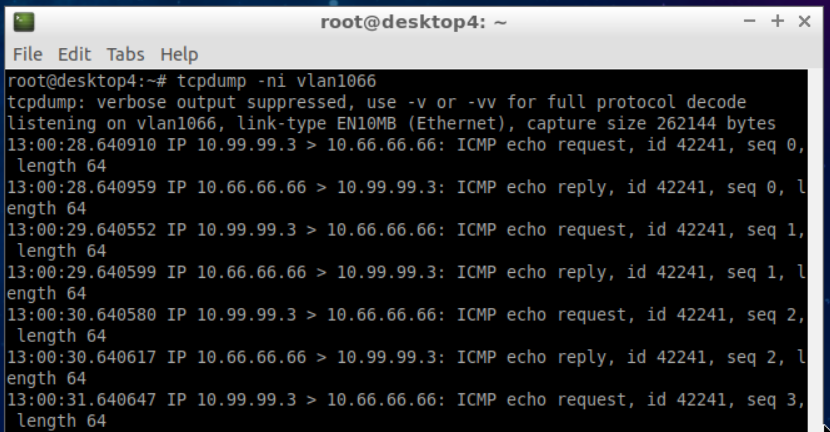 root@desktop4: ~
File Edit Tabs Help
root@desktop4:~# tcpdump -ni vlan1066
tcpdump: verbose output suppressed, use -v or -vv for full protocol decode
listening on vlan1066, link-type EN10MB (Ethernet), capture size 262144 bytes
13:00:28.640910 IP 10.99.99.3 > 10.66.66.66: ICMP echo request, id 42241, seq 0,
 length 64
13:00:28.640959 IP 10.66.66.66 > 10.99.99.3: ICMP echo reply, id 42241, seq 0, l
ength 64
13:00:29.640552 IP 10.99.99.3 > 10.66.66.66: ICMP echo request, id 42241, seq 1,
 length 64
13:00:29.640599 IP 10.66.66.66 > 10.99.99.3: ICMP echo reply, id 42241, seq 1, l
ength 64
13:00:30.640580 IP 10.99.99.3 > 10.66.66.66: ICMP echo request, id 42241, seq 2,
 length 64
13:00:30.640617 IP 10.66.66.66 > 10.99.99.3: ICMP echo reply, id 42241, seq 2, l
ength 64
13:00:31.640647 IP 10.99.99.3 > 10.66.66.66: ICMP echo request, id 42241, seq 3,
 length 64